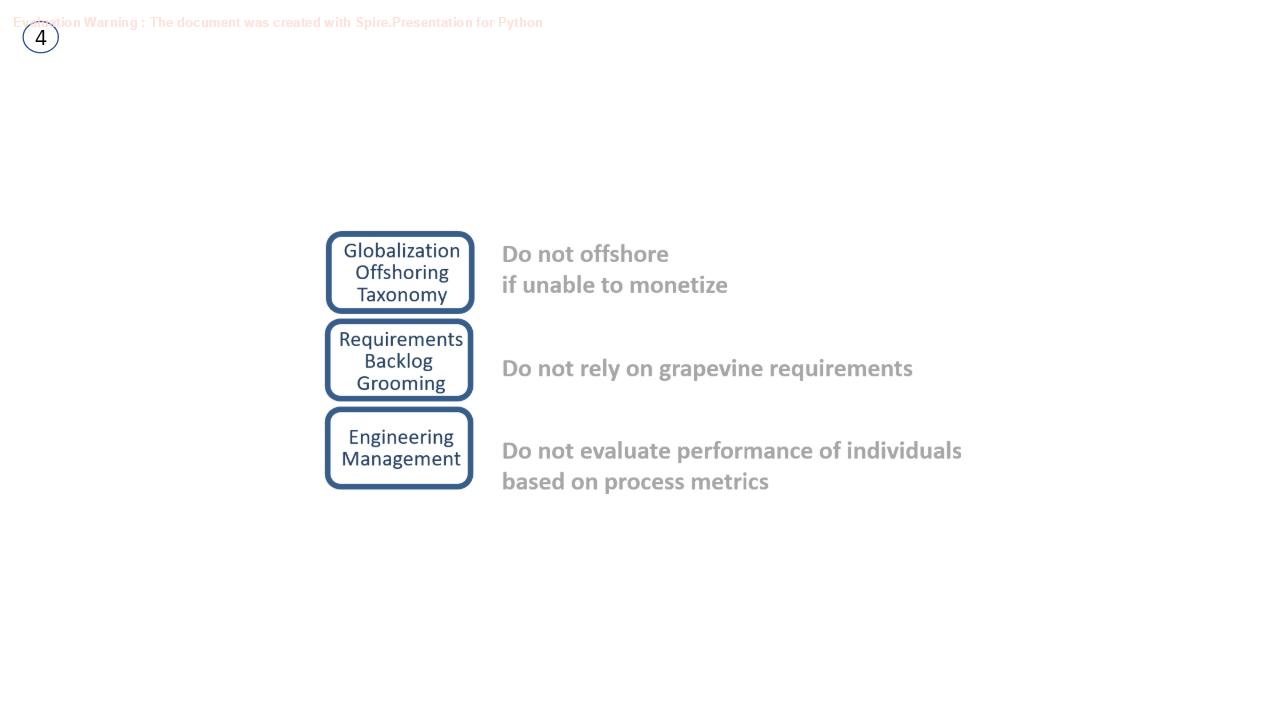 Evaluation Warning : The document was created with Spire.Presentation for Python
4
Globalization
Offshoring
Taxonomy
Do not offshore
if unable to monetize
Requirements
Backlog
Grooming
Do not rely on grapevine requirements
Engineering
Management
Do not evaluate performance of individuals
based on process metrics